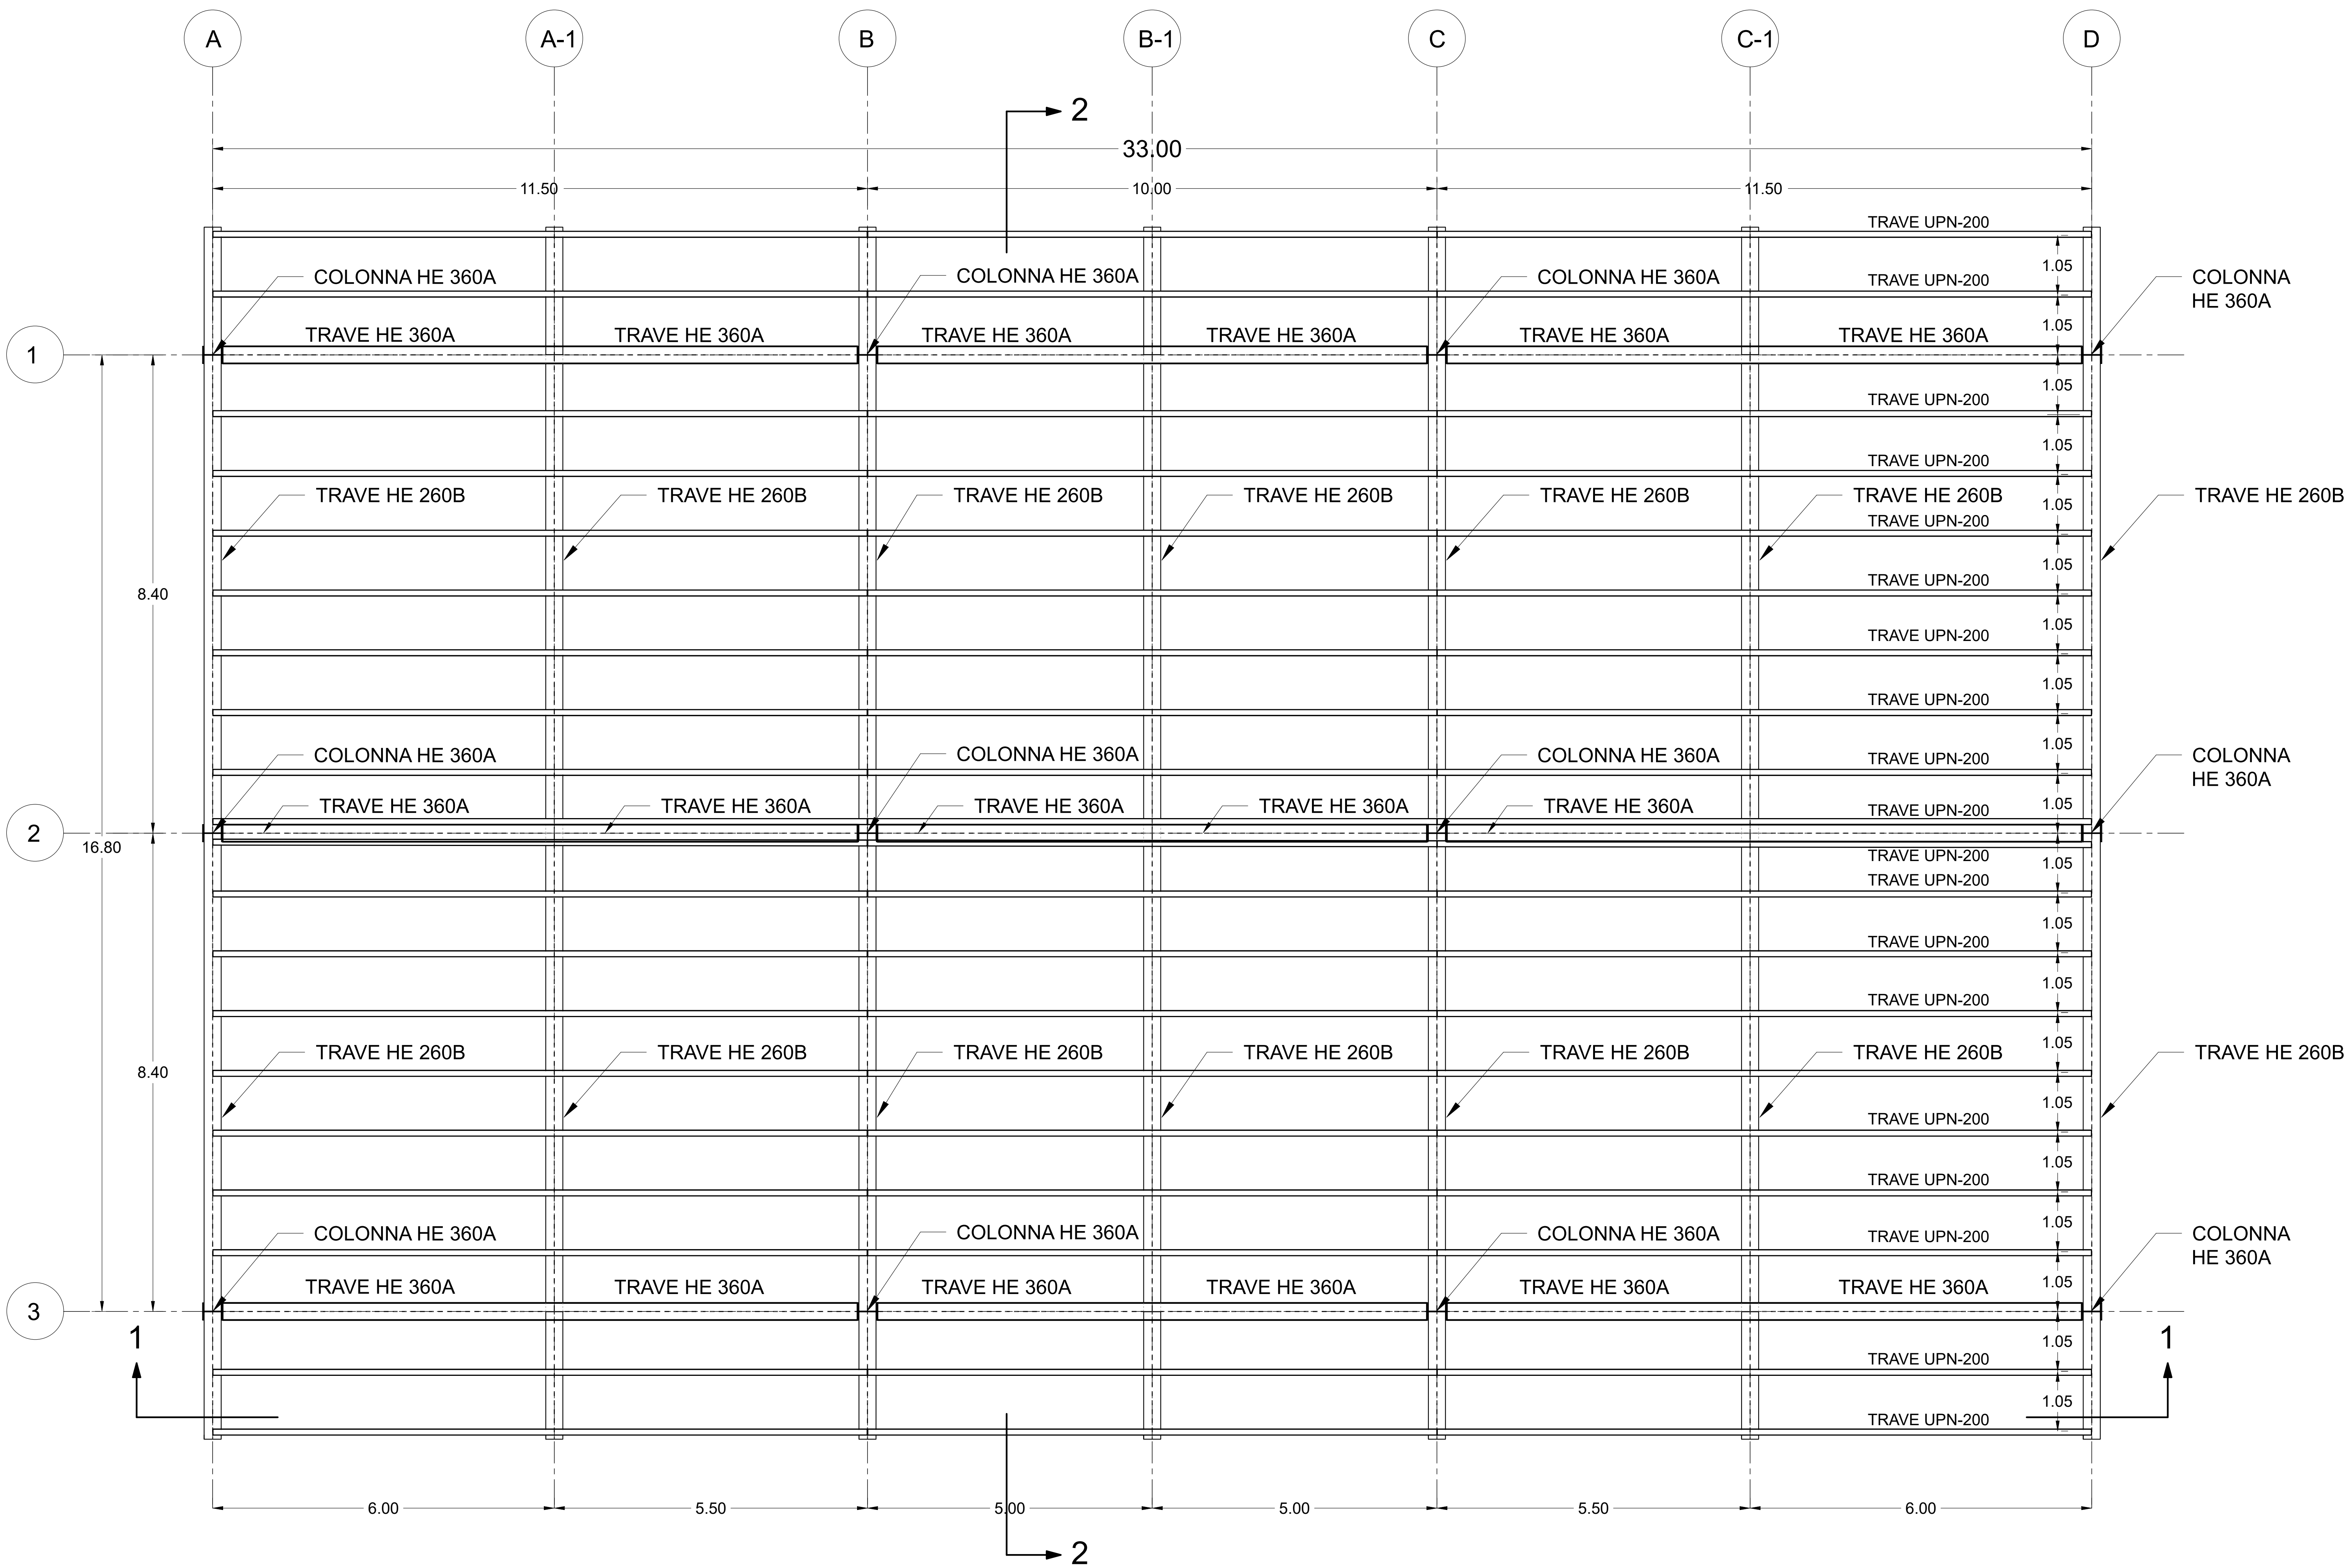 A A-1 B B-1 C C-1 D
2
33.00
11.50 10.00 11.50
TRAVE UPN-200
1.05
COLONNA HE 360A COLONNA HE 360A COLONNA HE 360A TRAVE UPN-200 COLONNA
HE 360A
1.05
TRAVE HE 360A TRAVE HE 360A TRAVE HE 360A TRAVE HE 360A TRAVE HE 360A TRAVE HE 360A
1
1.05
TRAVE UPN-200
1.05
TRAVE UPN-200
TRAVE HE 260B TRAVE HE 260B TRAVE HE 260B TRAVE HE 260B TRAVE HE 260B TRAVE HE 260B TRAVE HE 260B
1.05
TRAVE UPN-200
1.05
TRAVE UPN-200
8.40
1.05
TRAVE UPN-200
1.05
TRAVE UPN-200
1.05
COLONNA HE 360A COLONNA HE 360A COLONNA HE 360A TRAVE UPN-200 COLONNA
HE 360A
1.05
TRAVE HE 360A TRAVE HE 360A TRAVE HE 360A TRAVE HE 360A TRAVE HE 360A TRAVE UPN-200
2
16.80
TRAVE UPN-200
1.05
TRAVE UPN-200
1.05
TRAVE UPN-200
1.05
TRAVE UPN-200
1.05
TRAVE HE 260B TRAVE HE 260B TRAVE HE 260B TRAVE HE 260B TRAVE HE 260B TRAVE HE 260B TRAVE HE 260B
8.40
1.05
TRAVE UPN-200
1.05
TRAVE UPN-200
1.05
COLONNA HE 360A COLONNA HE 360A COLONNA HE 360A TRAVE UPN-200 COLONNA
HE 360A
1.05
TRAVE HE 360A TRAVE HE 360A TRAVE HE 360A TRAVE HE 360A TRAVE HE 360A TRAVE HE 360A
3
1 1
1.05
TRAVE UPN-200
1.05
TRAVE UPN-200
6.00 5.50 5.00 5.00 5.50 6.00
2